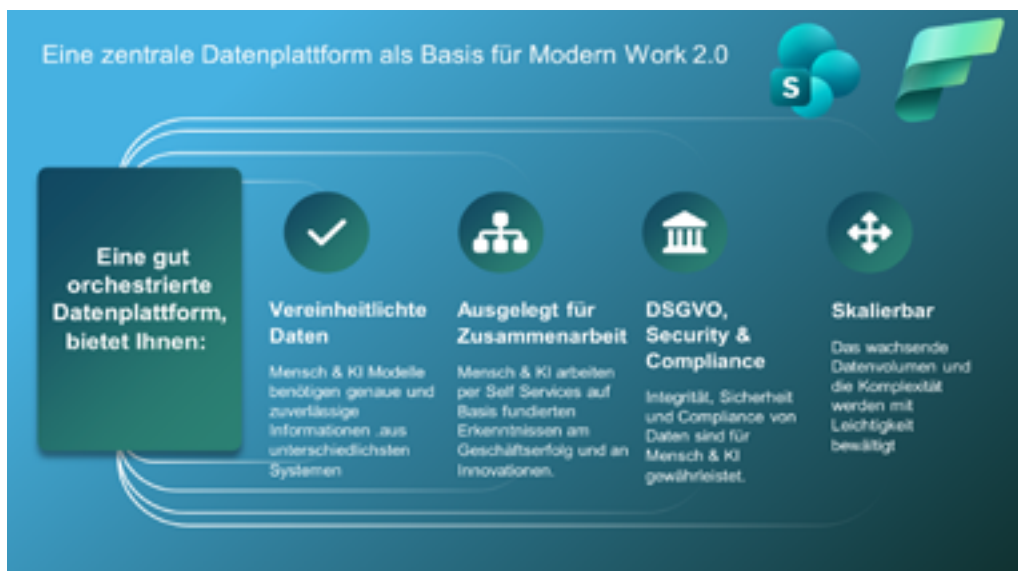 Eine zentrale Datenplattform als Basis für Modern Work 2.0
S
Eine gut
orchestrierte
Datenplattform,
bietet Ihnen:
Vereinheitlichte
Daten
Mensch & KI Modelle
benötigen genaue und
zuverlässige
Informationen .aus
unterschiedlichsten
Systemen
Ausgelegt für
Zusammenarbeit
Mensch & KI arbeiten
per Self Services auf
Basis fundierten
Erkenntnissen am
Geschäftserfolg und an
Innovationen.
DSGVO,
Security &
Compliance
Integrität, Sicherheit
und Compliance von
Daten sind für
Mensch & KI
gewährleistet.
Skalierbar
Das wachsende
Datenvolumen und
die Komplexität
werden mit
Leichtigkeit
bewältigt